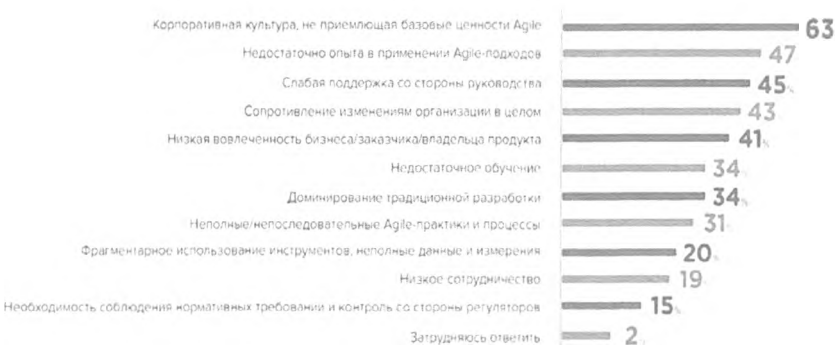 Корпоративная культура, не приемлющая базовые ценности Agile 63
Недостаточно опыта в применении Agile-подходов 47
Слабая поддержка со стороны руководства 45%
Сопротивление изменениям организации в целом 43%
Низкая вовлеченность бизнеса/заказчика/владельца продукта 41%
Недостаточное обучение 34%
Доминирование традиционной разработки 34%
Неполные/непоследовательные Agile-практики и процессы 31%
Фрагментарное использование инструментов, неполные данные и измерения 20%
Низкое сотрудничество 19%
Необходимость соблюдения нормативных требовании и контроль со стороны регуляторов 15%
Затрудняюсь ответить 2%